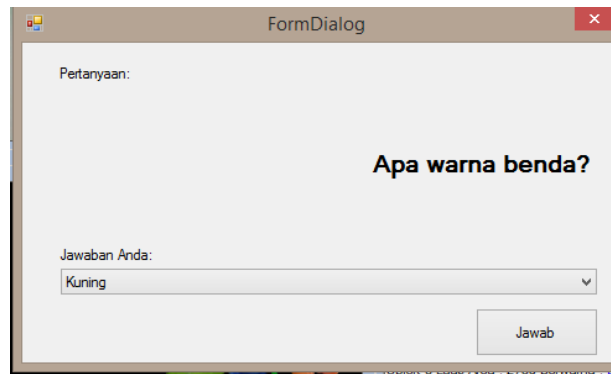 FormDialog
Pertanyaan:
Apa warna benda?
Jawaban Anda:
Kuning
Jawab